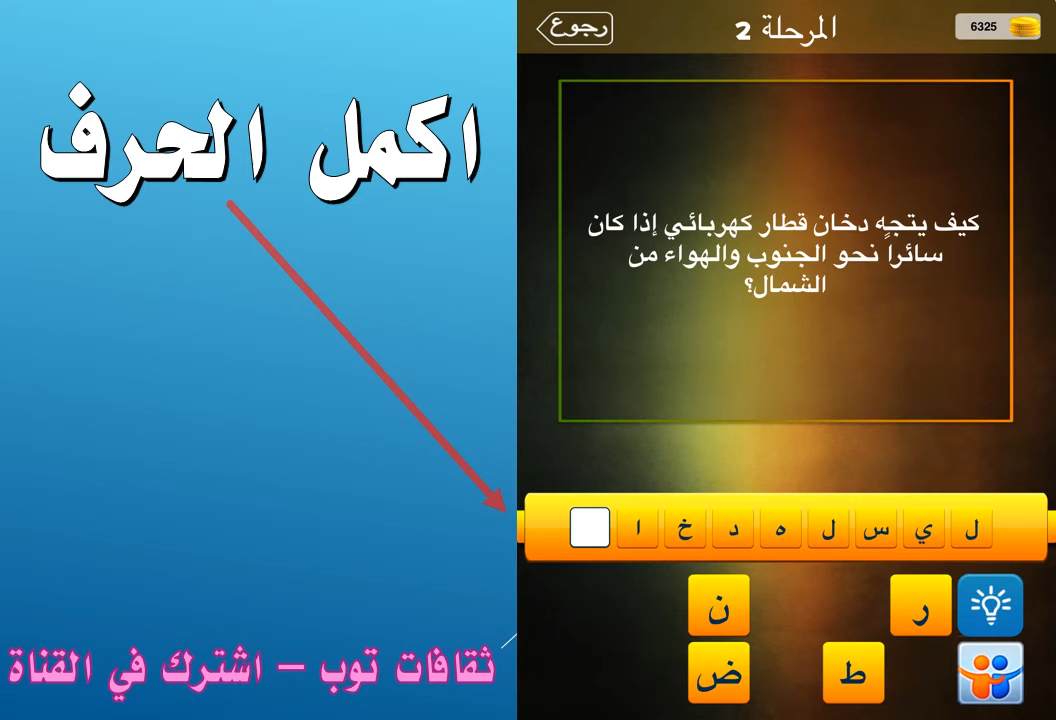 اكمل الحرف
ثقافات توب – اشترك في القناة
رجوع
المرحلة 2
6325
كيف يتجه دخان قطار كهربائي إذا كان
سائراً نحو الجنوب والهواء من
الشمال؟
ل ي س ل ه د خ ا
ر ن
ط ض